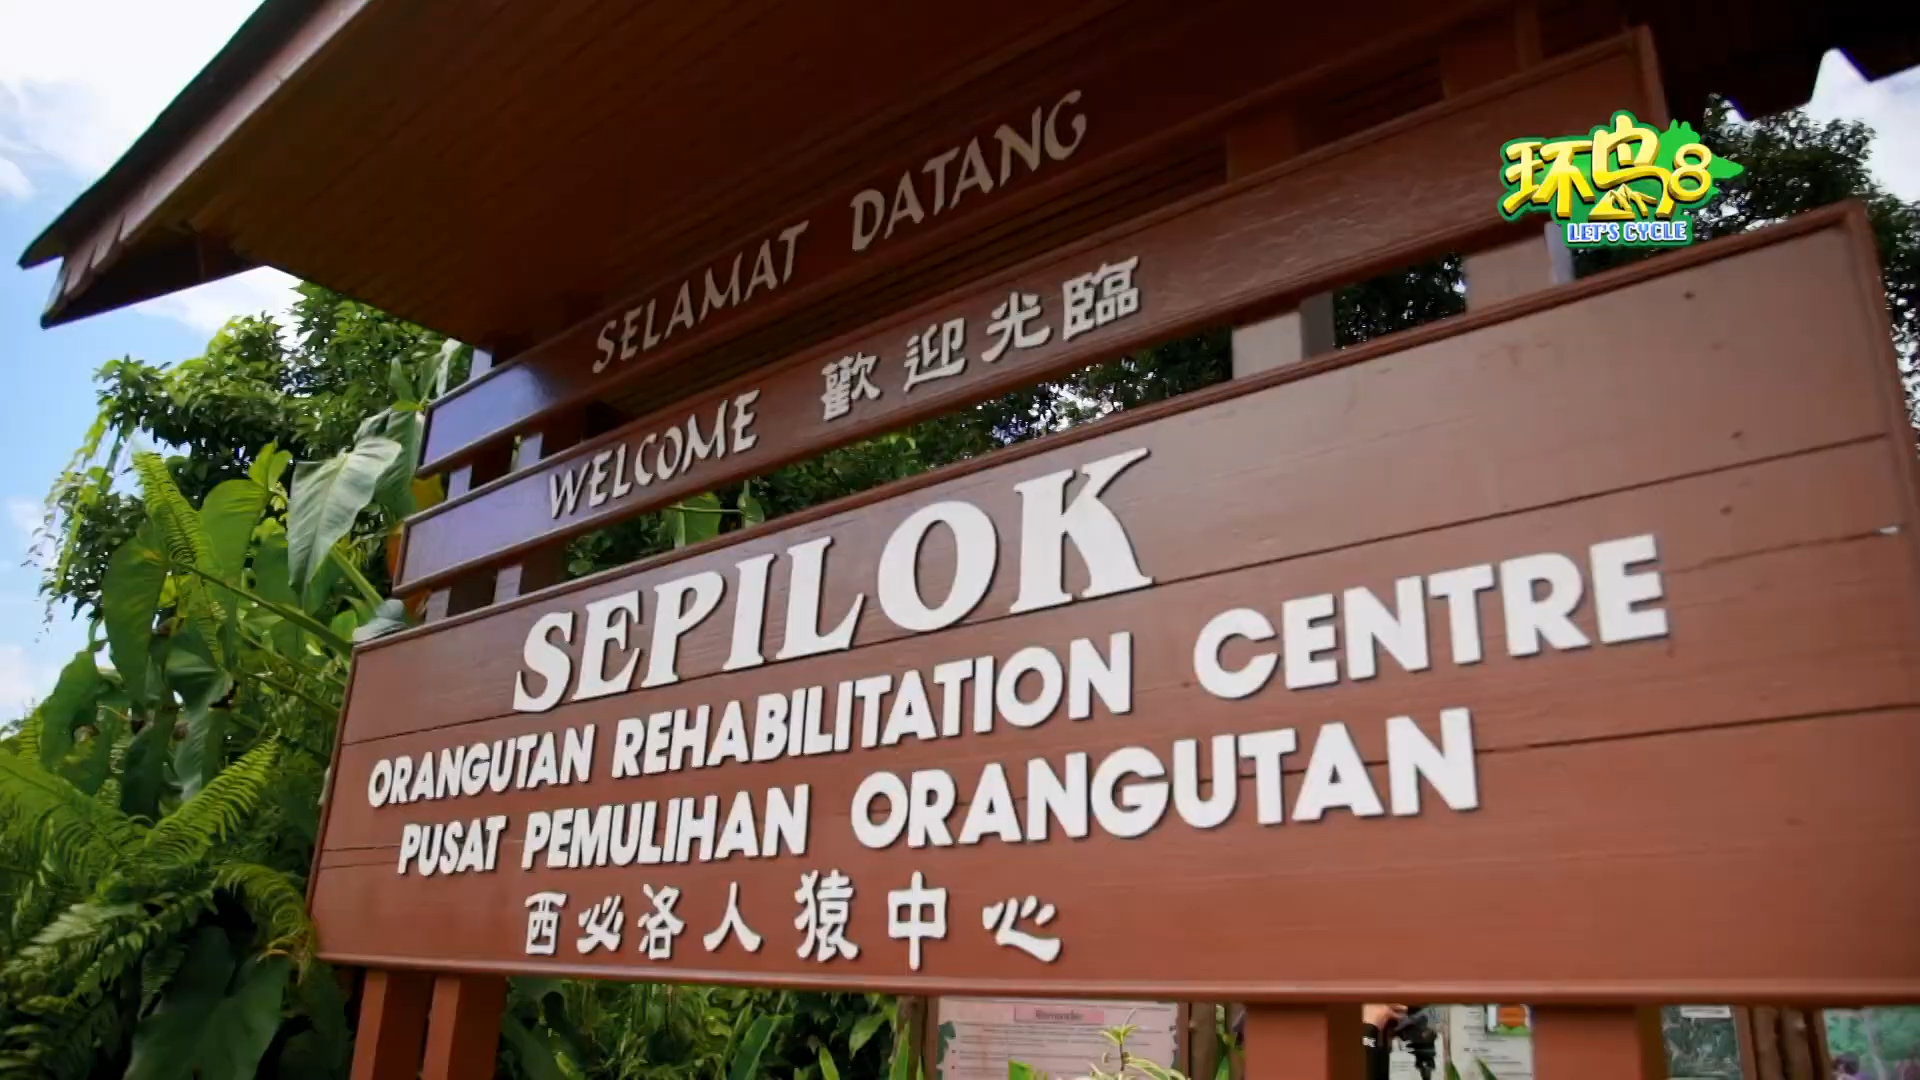 SELAMAT DATANG
WELCOME 歡迎光臨
SEPILOK
ORANGUTAN REHABILITATION CENTRE
PUSAT PEMULIHAN ORANGUTAN
西必洛人猿中心
环岛8
LET'S CYCLE
Reminder